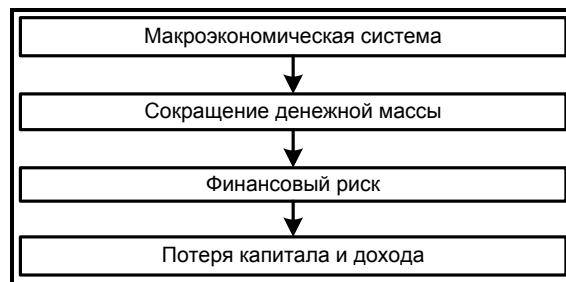 Макроэкономическая система
Сокращение денежной массы
Финансовый риск
Потеря капитала и дохода